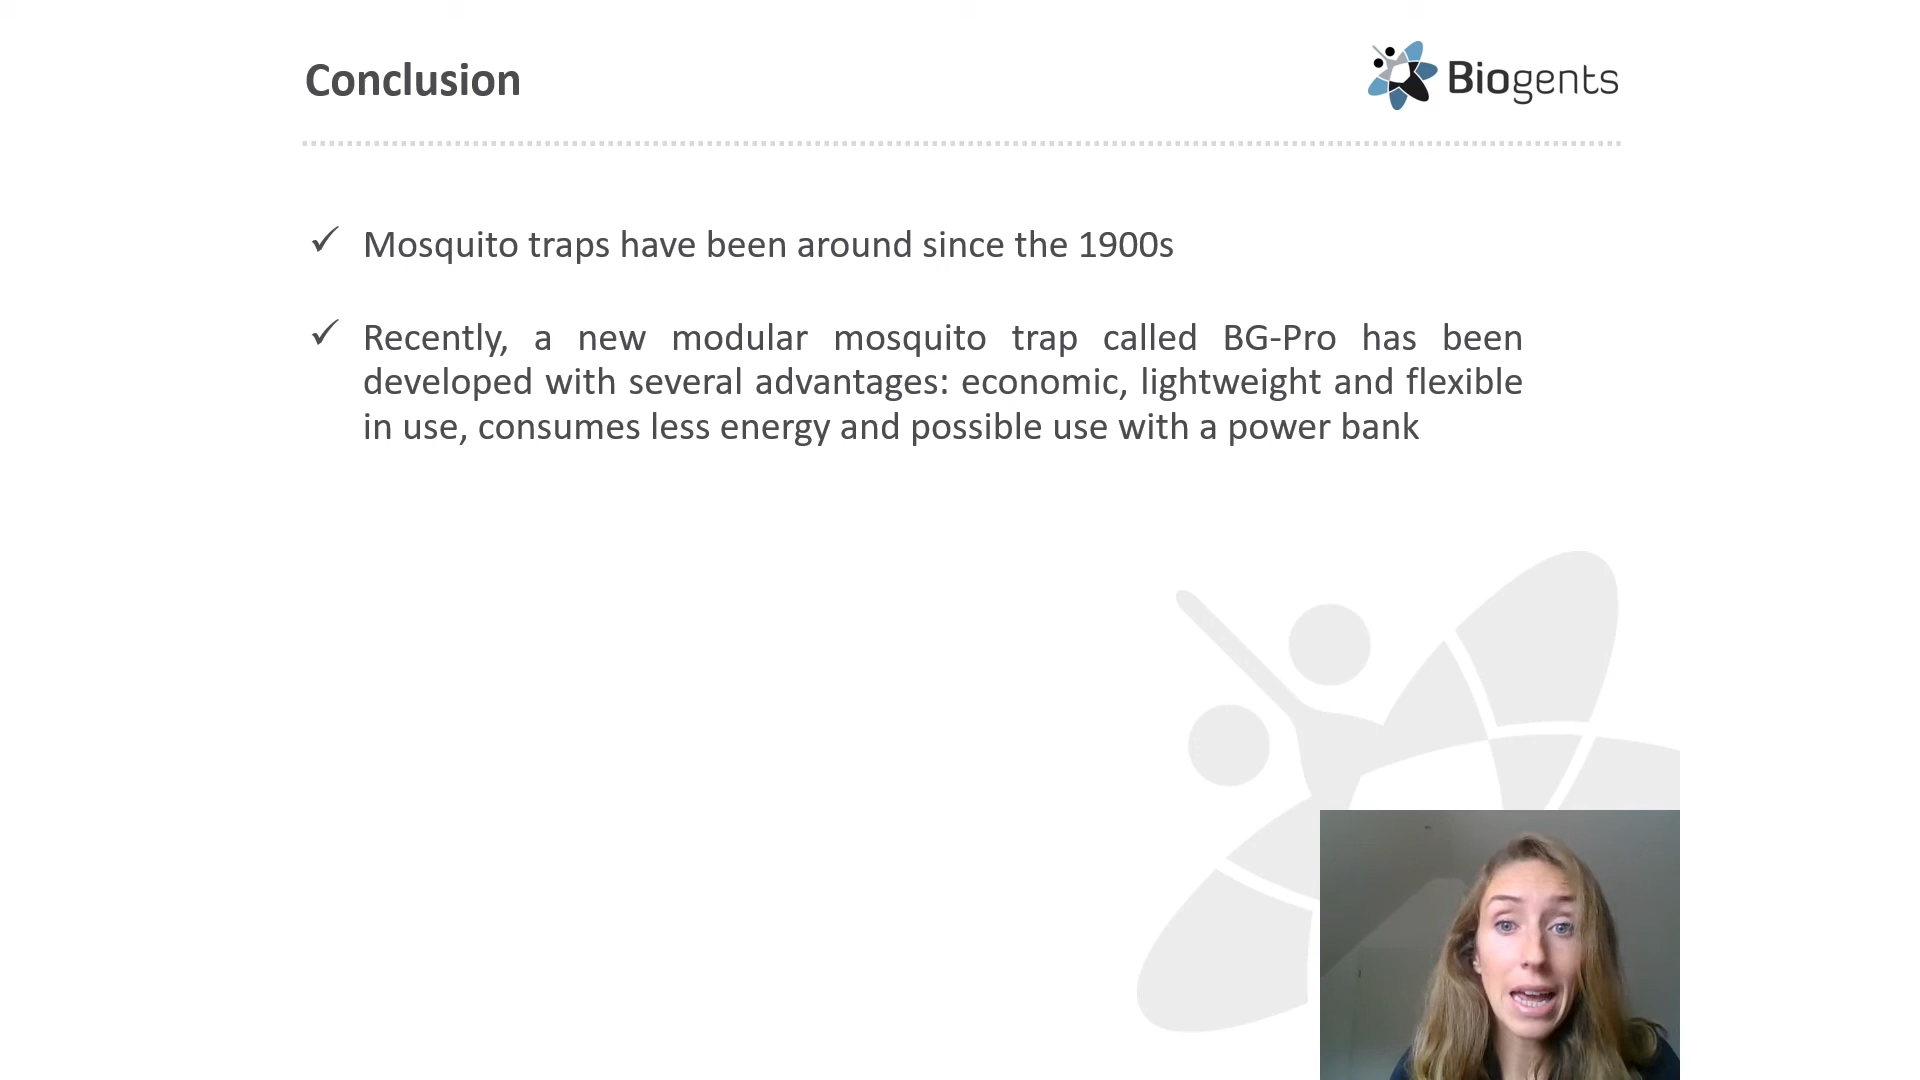 Conclusion
Biogents
✓ Mosquito traps have been around since the 1900s
✓ Recently, a new modular mosquito trap called BG-Pro has been
developed with several advantages: economic, lightweight and flexible
in use, consumes less energy and possible use with a power bank